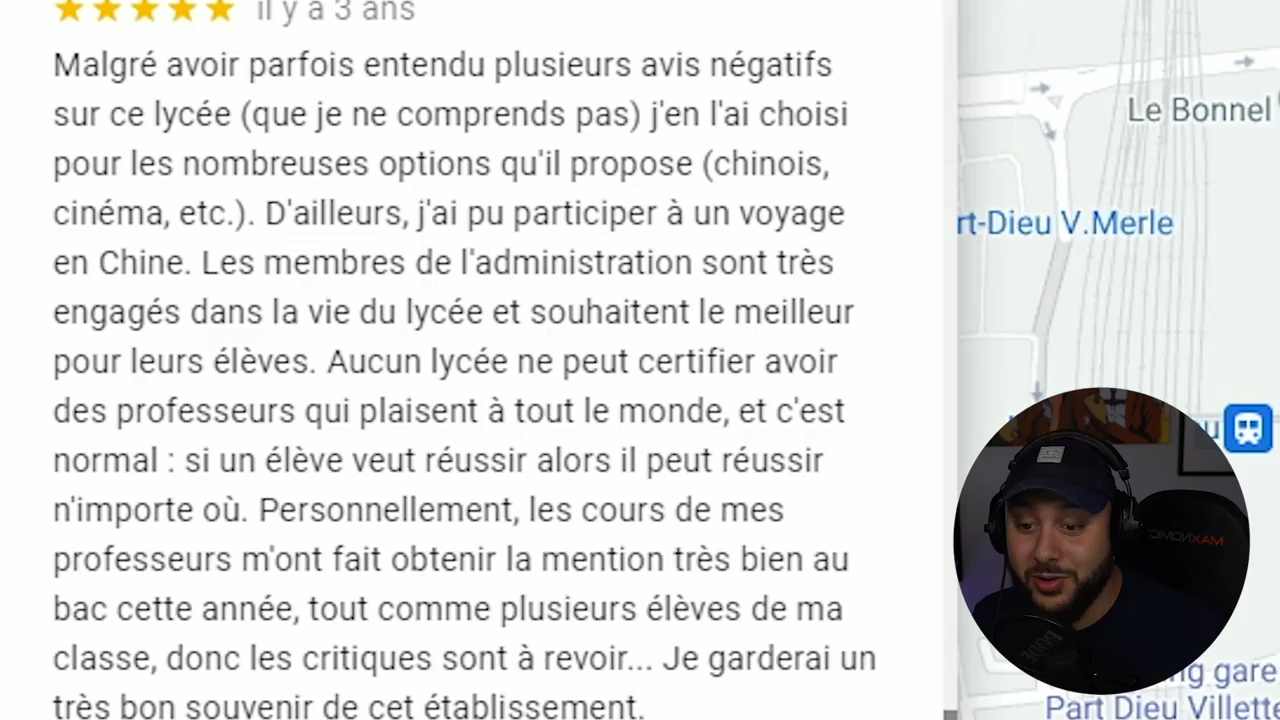 il y a 3 ans
Malgré avoir parfois entendu plusieurs avis négatifs
sur ce lycée (que je ne comprends pas) j'en l'ai choisi
pour les nombreuses options qu'il propose (chinois,
cinéma, etc.). D'ailleurs, j'ai pu participer à un voyage
en Chine. Les membres de l'administration sont très
engagés dans la vie du lycée et souhaitent le meilleur
pour leurs élèves. Aucun lycée ne peut certifier avoir
des professeurs qui plaisent à tout le monde, et c'est
normal : si un élève veut réussir alors il peut réussir
n'importe où. Personnellement, les cours de mes
professeurs m'ont fait obtenir la mention très bien au
bac cette année, tout comme plusieurs élèves de ma
classe, donc les critiques sont à revoir... Je garderai un
très bon souvenir de cet établissement.
Le Bonnel
rt-Dieu V.Merle
MAXNOMIC
ng gare
Part Dieu Villette